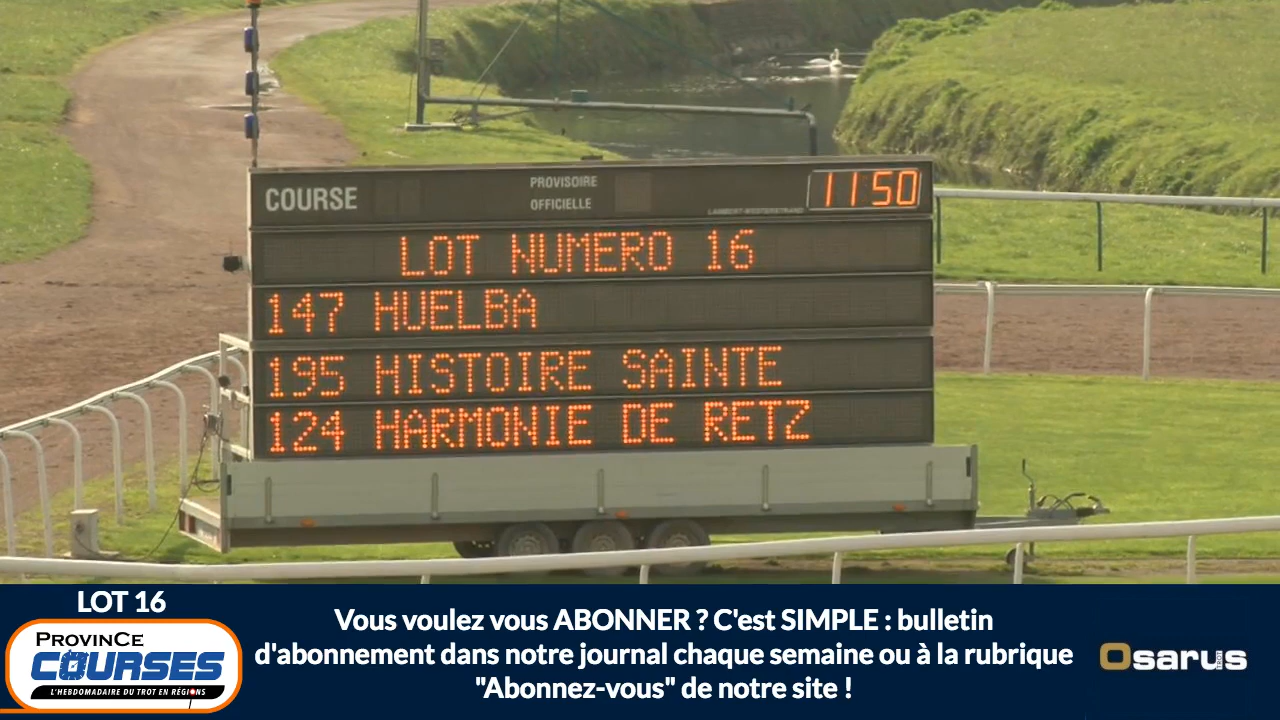 COURSE
PROVISOIRE
OFFICIELLE
1150
LOT NUMERO 16
147 HUELBA
195 HISTOIRE SAINTE
124 HARMONIE DE RETZ
LOT 16
PROVINCE
COURSES
L'HEBDOMADAIRE DU TROT EN RÉGIONS
Vous voulez vous ABONNER ? C'est SIMPLE : bulletin
d'abonnement dans notre journal chaque semaine ou à la rubrique
"Abonnez-vous" de notre site !
Osarus